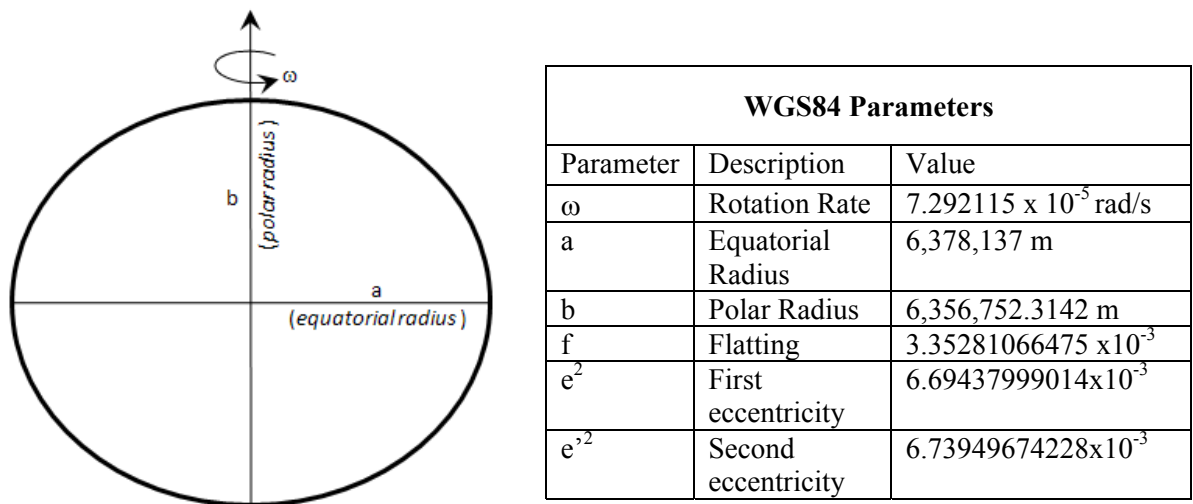 ω
b
(polar radius)
a
(equatorial radius)
WGS84 Parameters
Parameter Description Value
ω Rotation Rate 7.292115 x 10⁻⁵ rad/s
a Equatorial 6,378,137 m
Radius
b Polar Radius 6,356,752.3142 m
f Flatting 3.35281066475 x10⁻³
e² First 6.69437999014x10⁻³
eccentricity
e’² Second 6.73949674228x10⁻³
eccentricity